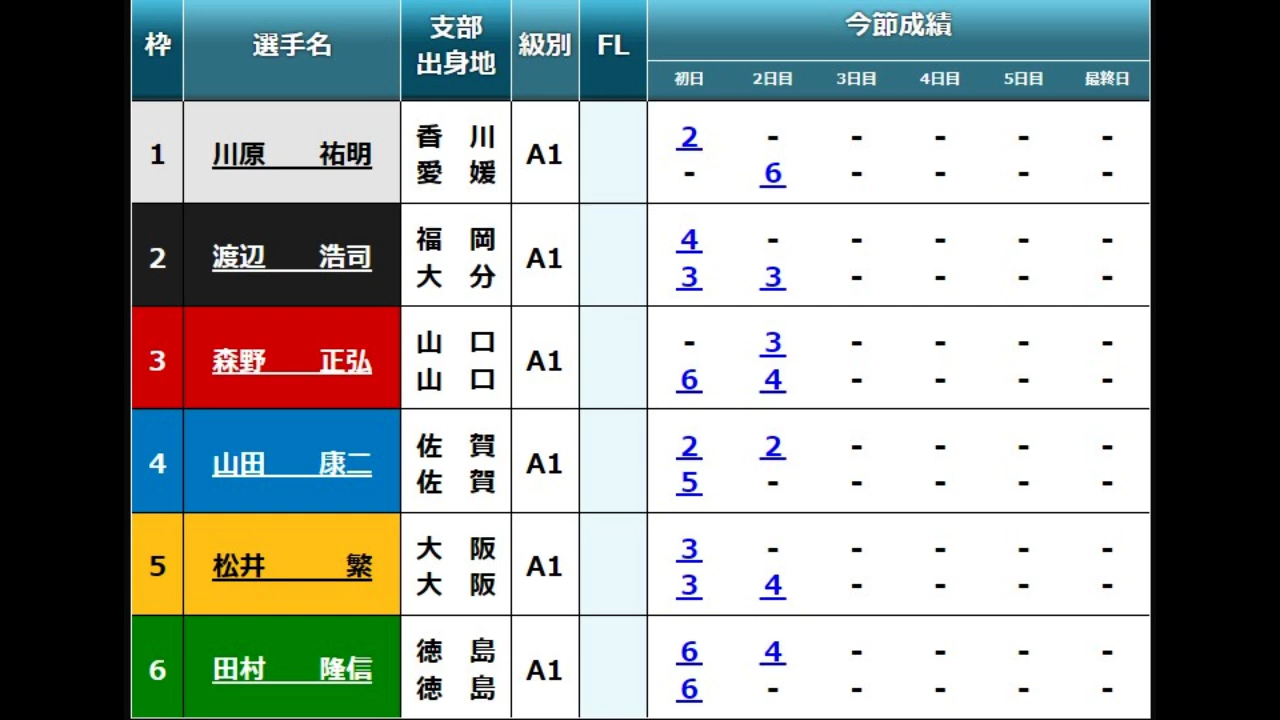 枠 選手名 支部 出身地 級別 FL 今節成績
初日 2日目 3日目 4日目 5日目 最終日
1 川原 祐明 香川 A1 2 - - - - -
愛媛 - 6 - - - -
2 渡辺 浩司 福岡 A1 4 - - - - -
大分 3 3 - - - -
3 森野 正弘 山口 A1 - 3 - - - -
山口 6 4 - - - -
4 山田 康二 佐賀 A1 2 2 - - - -
佐賀 5 - - - - -
5 松井 繁 大阪 A1 3 - - - - -
大阪 3 4 - - - -
6 田村 隆信 徳島 A1 6 4 - - - -
徳島 6 - - - - -